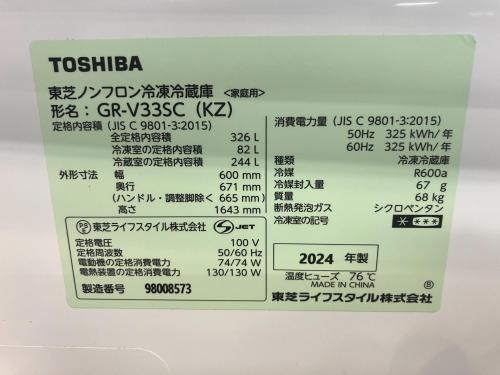 TOSHIBA
東芝ノンフロン冷凍冷蔵庫 <家庭用>
形名: GR-V33SC (KZ)
定格内容積 (JIS C 9801-3:2015)
全定格内容積 326 L
冷凍室の定格内容積 82 L
冷蔵室の定格内容積 244 L
外形寸法 幅 600 mm
奥行 671 mm
(ハンドル・調整脚除く 665 mm)
高さ 1643 mm
PS E 東芝ライフスタイル株式会社 S JET
定格電圧 100 V
定格周波数 50/60 Hz
電動機の定格消費電力 74/74 W
電熱装置の定格消費電力 130/130 W
製造番号 98008573
消費電力量 (JIS C 9801-3:2015)
50Hz 325 kWh/年
60Hz 325 kWh/年
種類 冷凍冷蔵庫
冷媒 R600a
冷媒封入量 67 g
質量 68 kg
断熱発泡ガス シクロペンタン
冷凍室の記号 * ***
2024 年製
温度ヒューズ 76℃
MADE IN CHINA Ⓑ
東芝ライフスタイル株式会社